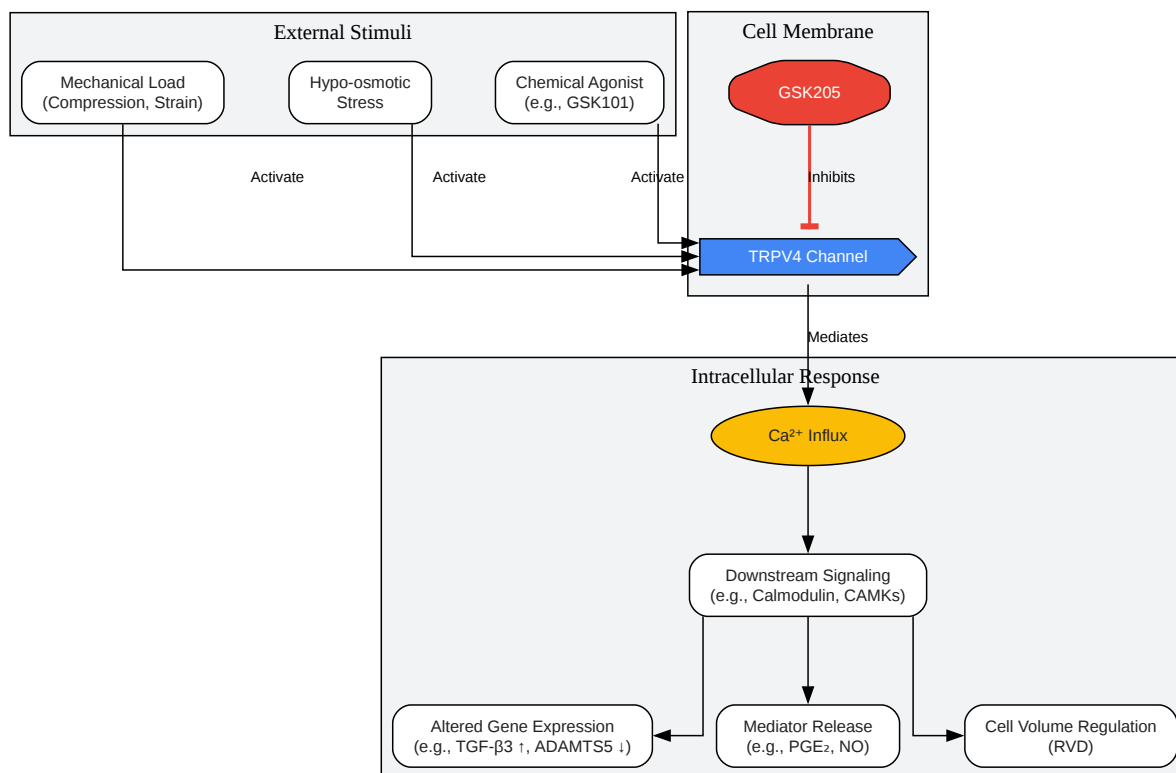 External Stimuli
Cell Membrane
Mechanical Load
(Compression, Strain)
Hypo-osmotic
Stress
Chemical Agonist
(e.g., GSK101)
GSK205
Activate
Activate
Activate
Inhibits
TRPV4 Channel
Mediates
Intracellular Response
Ca²⁺ Influx
Downstream Signaling
(e.g., Calmodulin, CAMKs)
Altered Gene Expression
(e.g., TGF-β3 ↑, ADAMTS5 ↓)
Mediator Release
(e.g., PGE₂, NO)
Cell Volume Regulation
(RVD)